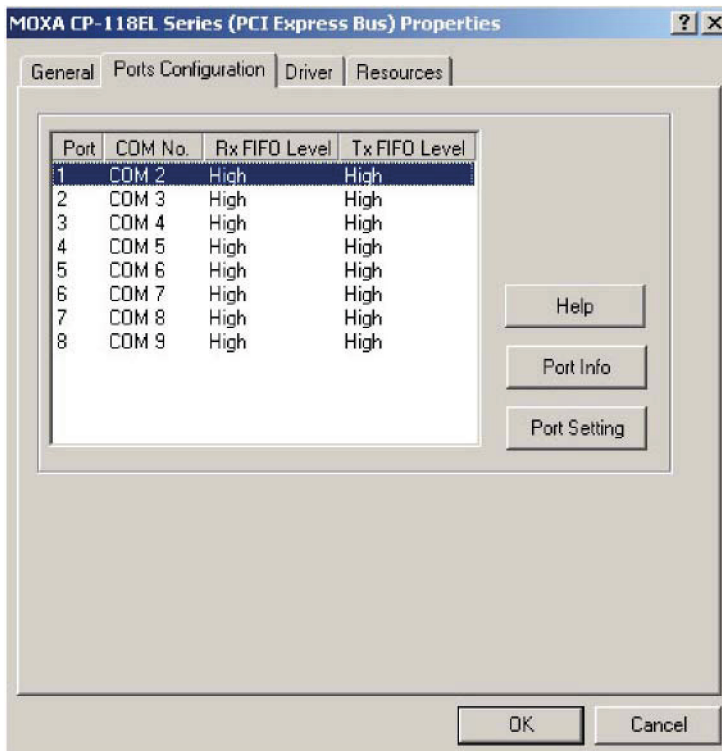 MOXA CP-118EL Series (PCI Express Bus) Properties ? ×
General Ports Configuration Driver Resources
Port COM No. Rx FIFO Level Tx FIFO Level
1 COM 2 High High
2 COM 3 High High
3 COM 4 High High
4 COM 5 High High
5 COM 6 High High
6 COM 7 High High
7 COM 8 High High
8 COM 9 High High
Help
Port Info
Port Setting
OK Cancel